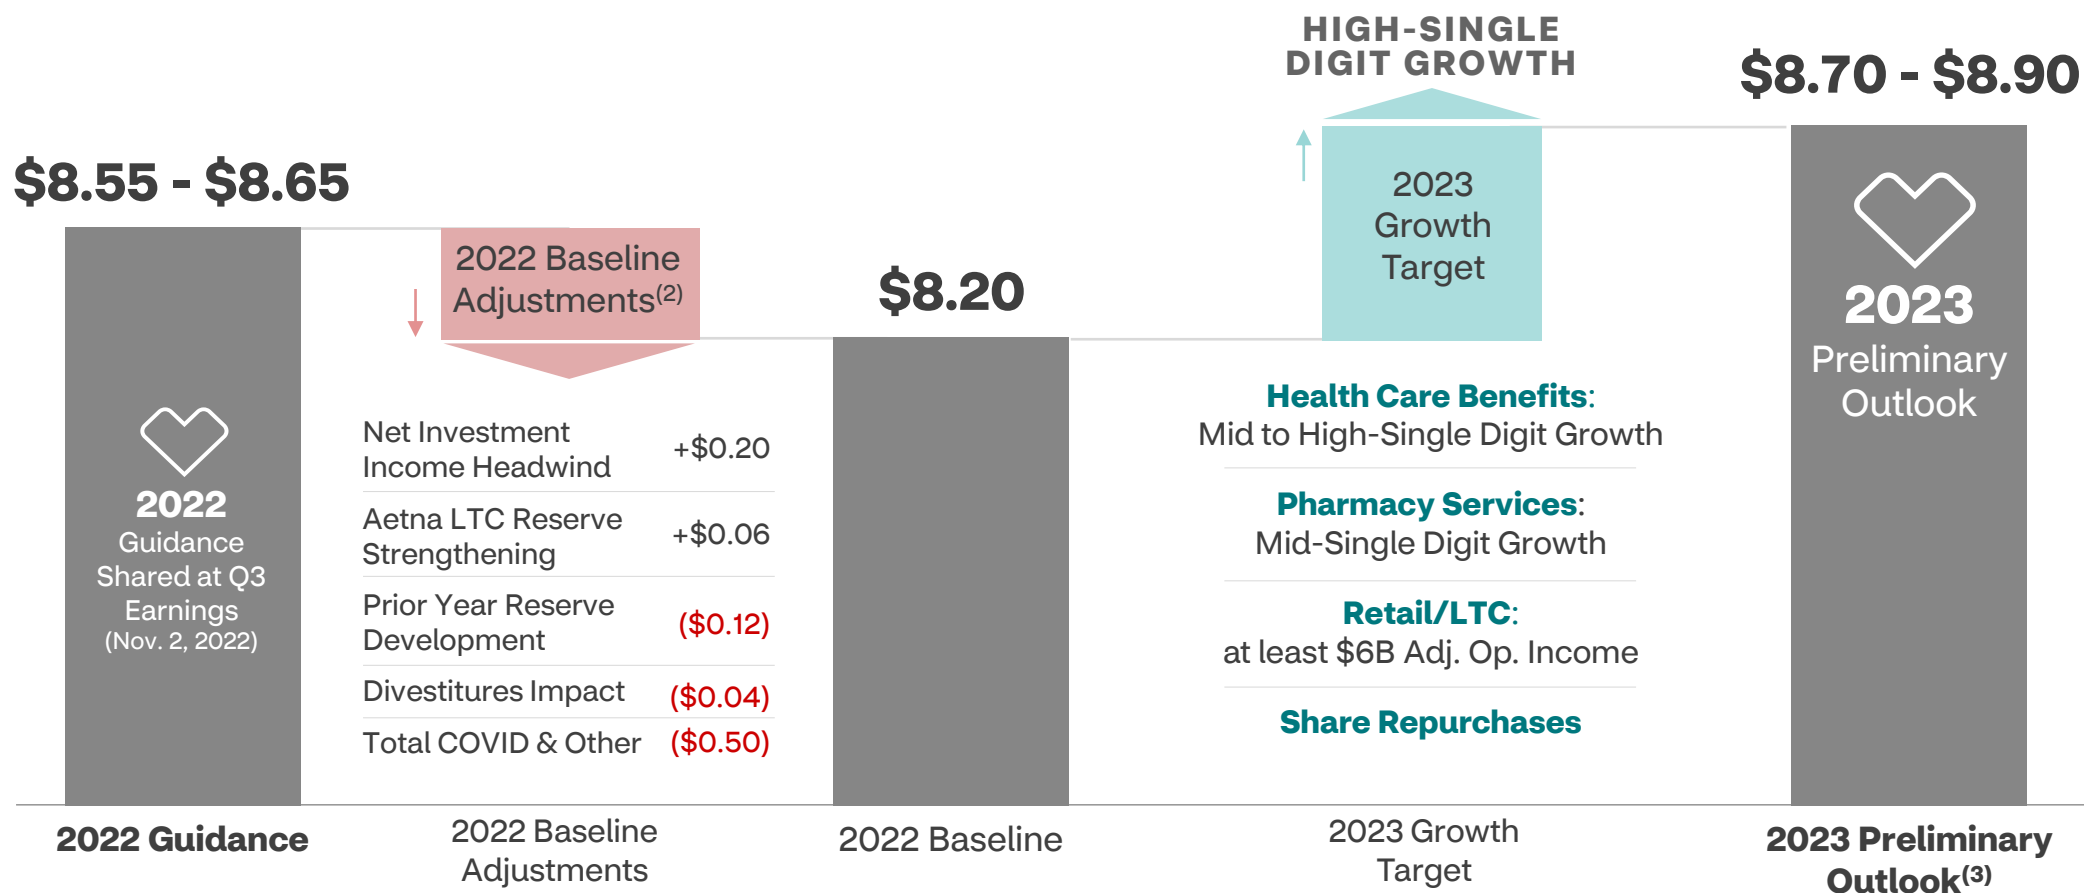 HIGH-SINGLE
DIGIT GROWTH
$8.70 - $8.90
$8.55 - $8.65
2022 Baseline
Adjustments(2)
$8.20
2023
Growth
Target
2023
Preliminary
Outlook
2022
Guidance
Shared at Q3
Earnings
(Nov. 2, 2022)
Net Investment
Income Headwind +$0.20
Aetna LTC Reserve
Strengthening +$0.06
Prior Year Reserve
Development ($0.12)
Divestitures Impact ($0.04)
Total COVID & Other ($0.50)
Health Care Benefits:
Mid to High-Single Digit Growth
Pharmacy Services:
Mid-Single Digit Growth
Retail/LTC:
at least $6B Adj. Op. Income
Share Repurchases
2022 Guidance
2022 Baseline
Adjustments
2022 Baseline
2023 Growth
Target
2023 Preliminary
Outlook(3)